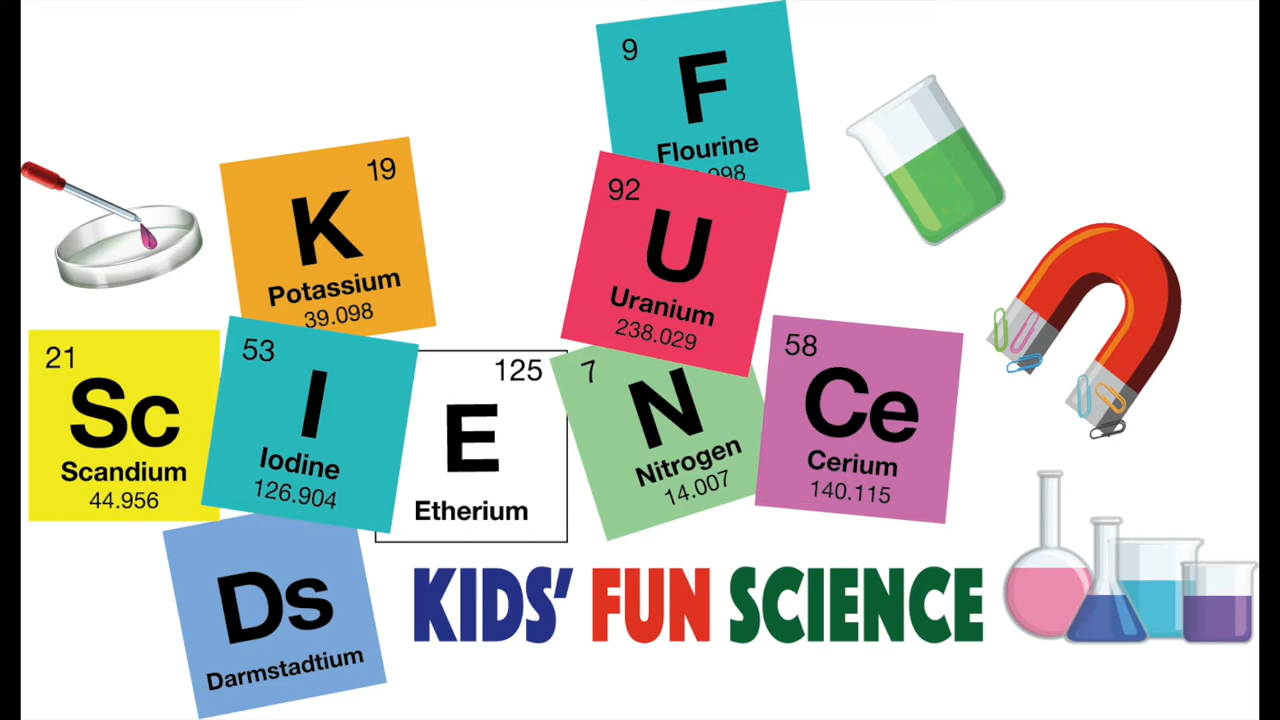 9
F
Flourine
.998
19
K
Potassium
39.098
92
U
Uranium
238.029
21
Sc
Scandium
44.956
53
I
Iodine
126.904
125
E
Etherium
7
N
Nitrogen
14.007
58
Ce
Cerium
140.115
Ds
Darmstadtium
KIDS' FUN SCIENCE